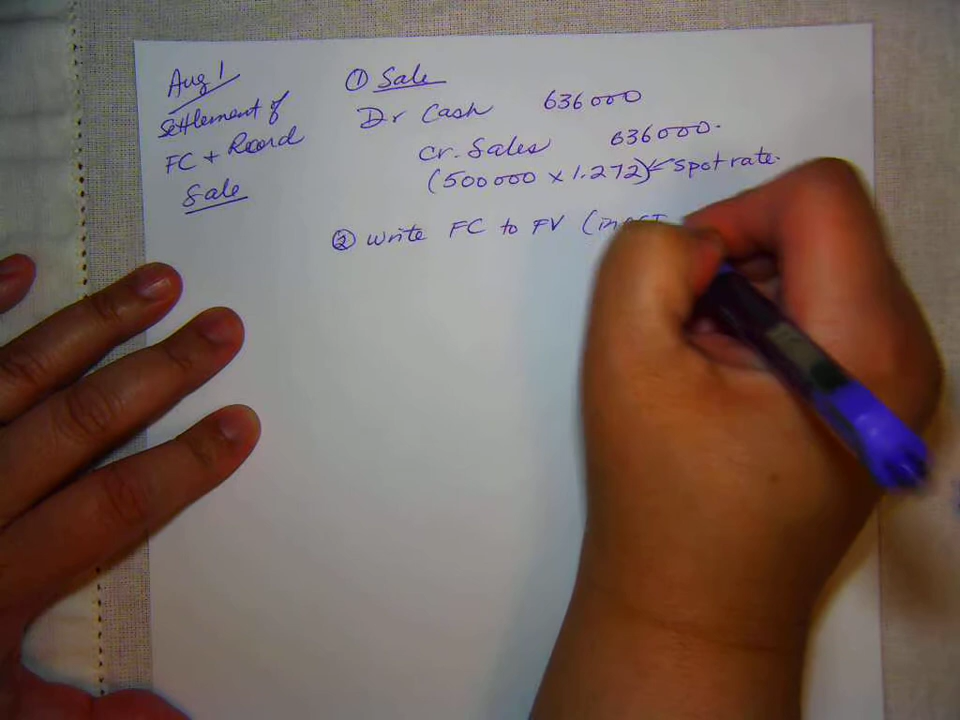 Aug 1
Settlement of
FC + Record
Sale
① Sale
Dr Cash 636000
Cr. Sales 636000.
(500000 x 1.272) ← spot rate.
② Write FC to FV (in